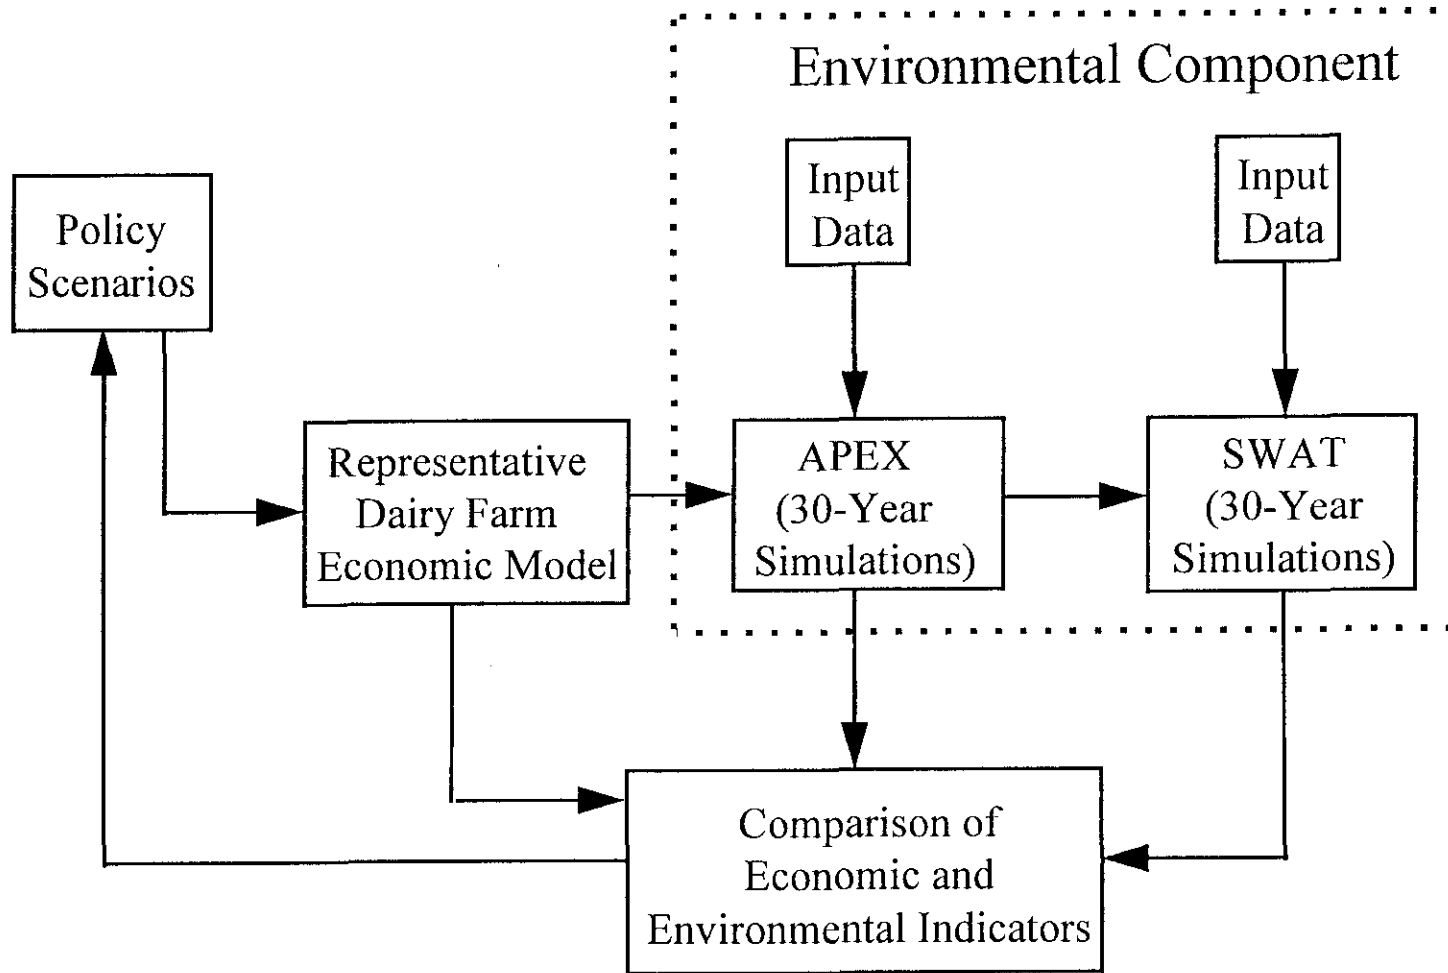 Environmental Component
Input
Data
Input
Data
Policy
Scenarios
Representative
Dairy Farm
Economic Model
APEX
(30-Year
Simulations)
SWAT
(30-Year
Simulations)
Comparison of
Economic and
Environmental Indicators